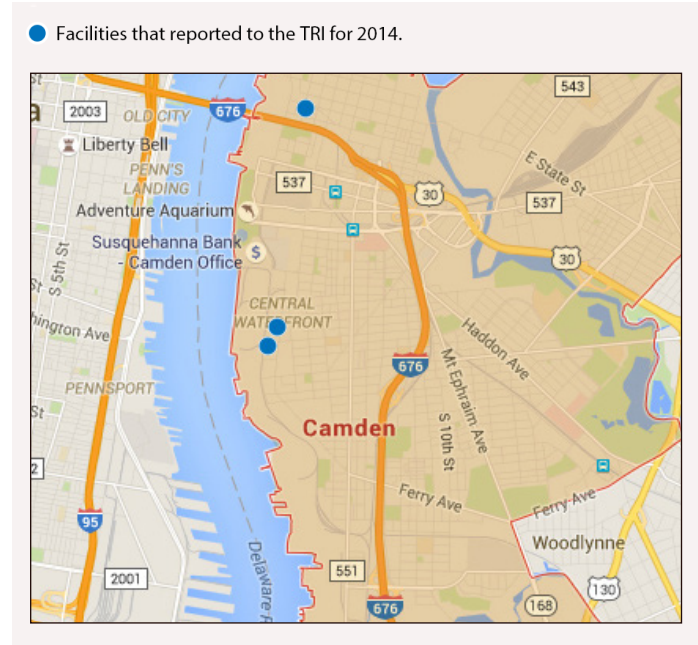 Facilities that reported to the TRI for 2014.
St
543
a
2003
OLD CITY
676
Liberty Bell
E State St
PENN'S
LANDING
537
30
537
Adventure Aquarium
Susquehanna Bank
- Camden Office
$
30
S 5th St
St
CENTRAL
WATERFRONT
hington Ave
Haddon Ave
676
Mt Ephraim Ave
PENNSPORT
St
Camden
S 10th St
2
Ferry Ave
Ferry Ave
95
Woodlynne
Delaware R
2001
551
130
676
168